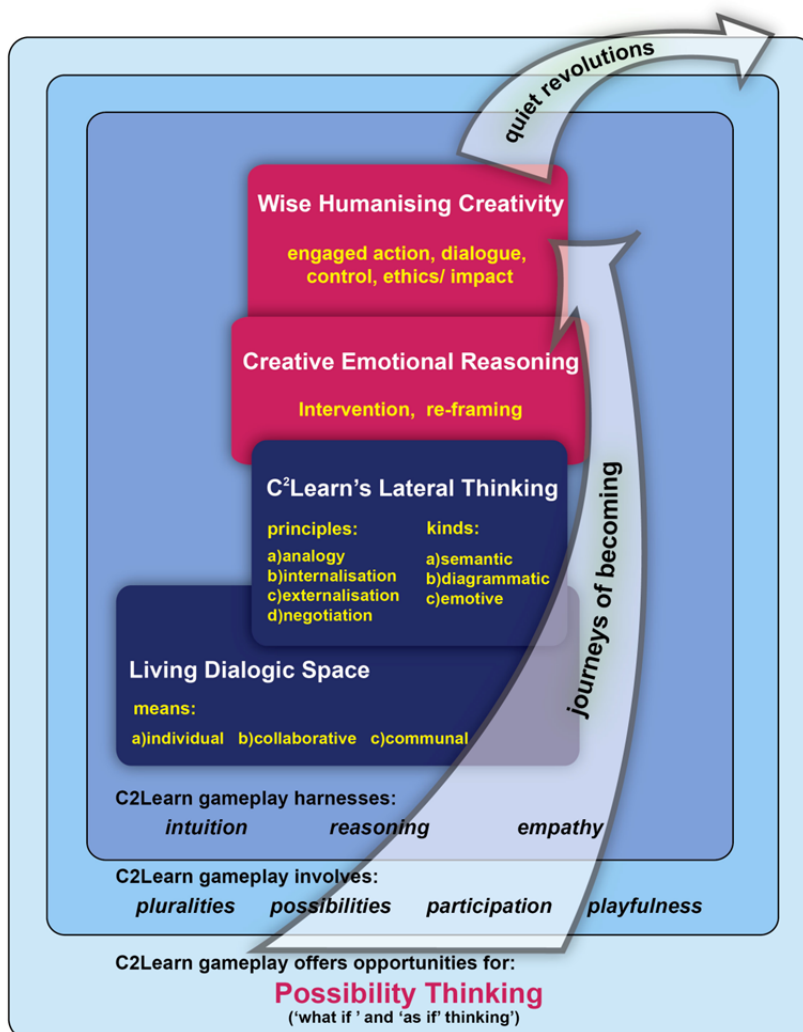 quiet revolutions
Wise Humanising Creativity
engaged action, dialogue,
control, ethics/ impact
Creative Emotional Reasoning
Intervention, re-framing
C²Learn's Lateral Thinking
principles:
a)analogy
b)internalisation
c)externalisation
d)negotiation
kinds:
a)semantic
b)diagrammatic
c)emotive
journeys of becoming
Living Dialogic Space
means:
a)individual b)collaborative c)communal
C2Learn gameplay harnesses:
intuition reasoning empathy
C2Learn gameplay involves:
pluralities possibilities participation playfulness
C2Learn gameplay offers opportunities for:
Possibility Thinking
('what if ' and 'as if' thinking')